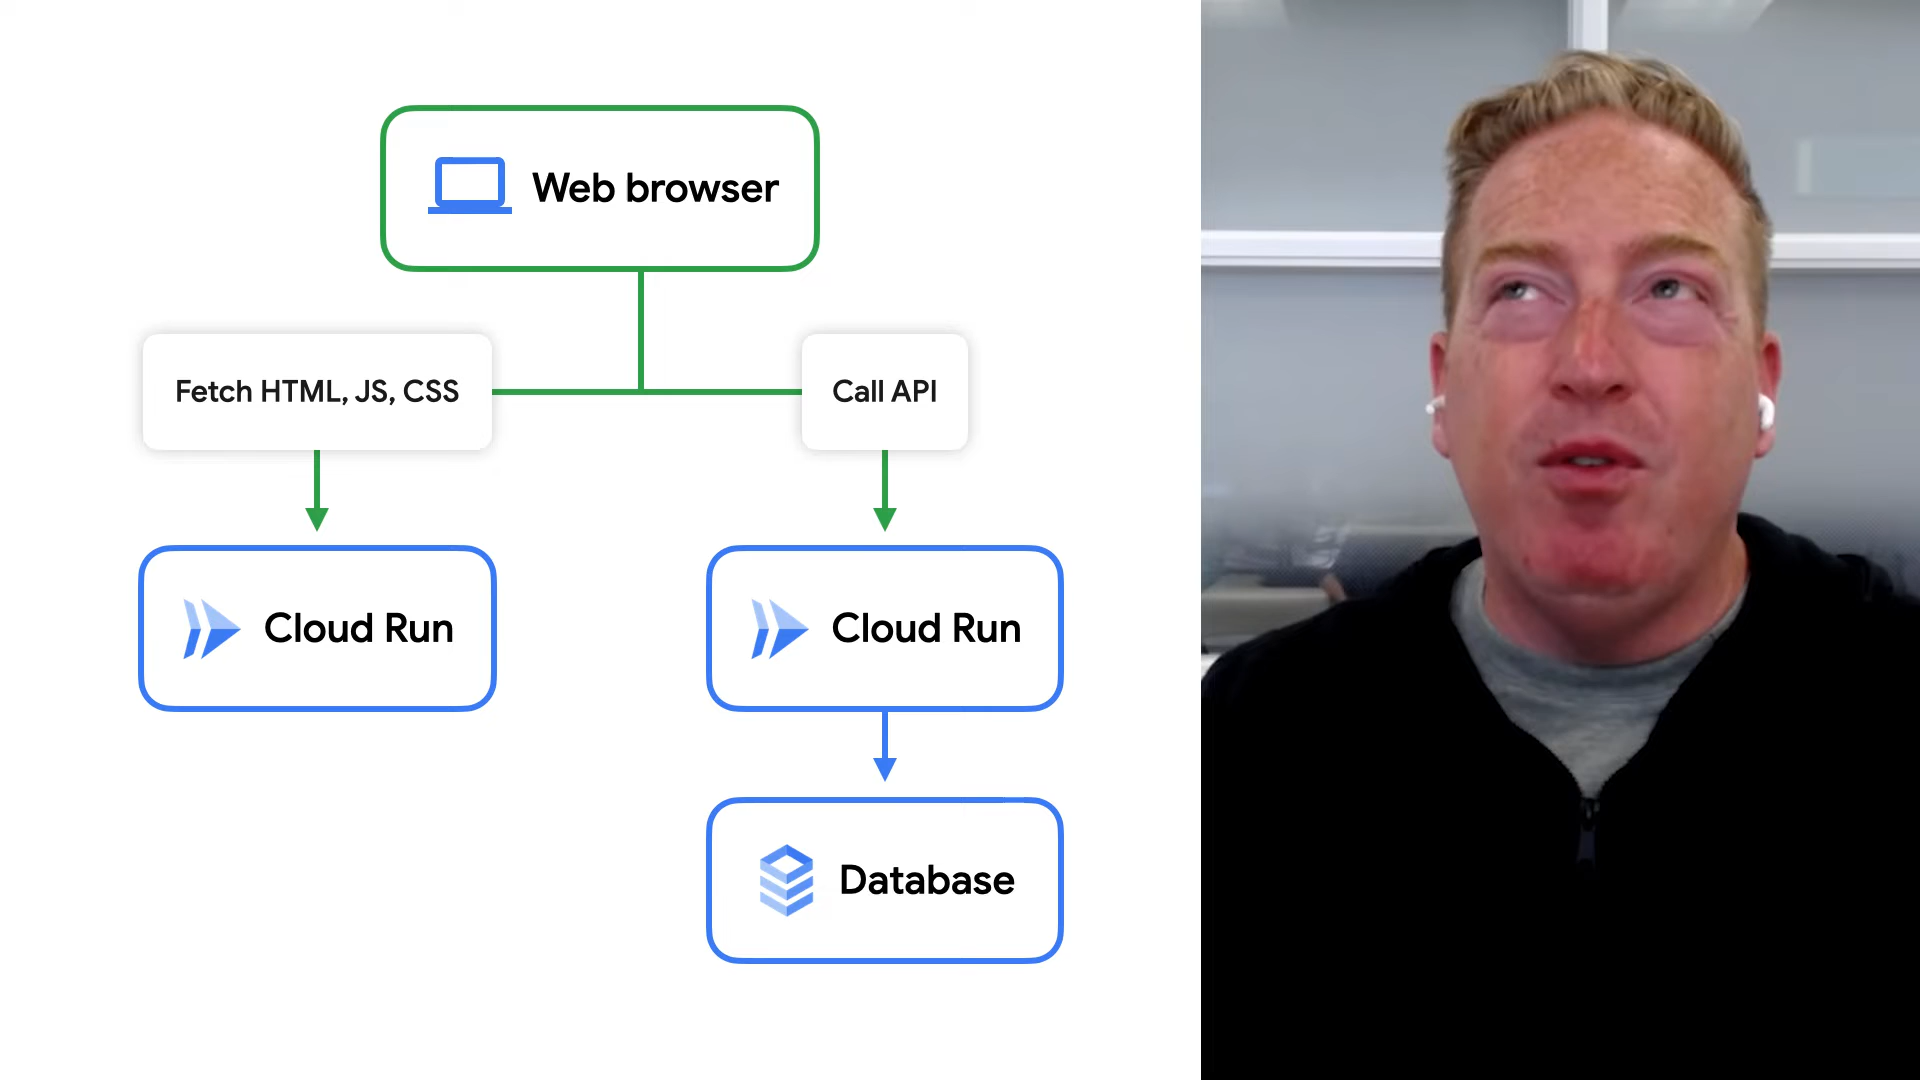 Web browser
Fetch HTML, JS, CSS
Call API
Cloud Run
Cloud Run
Database